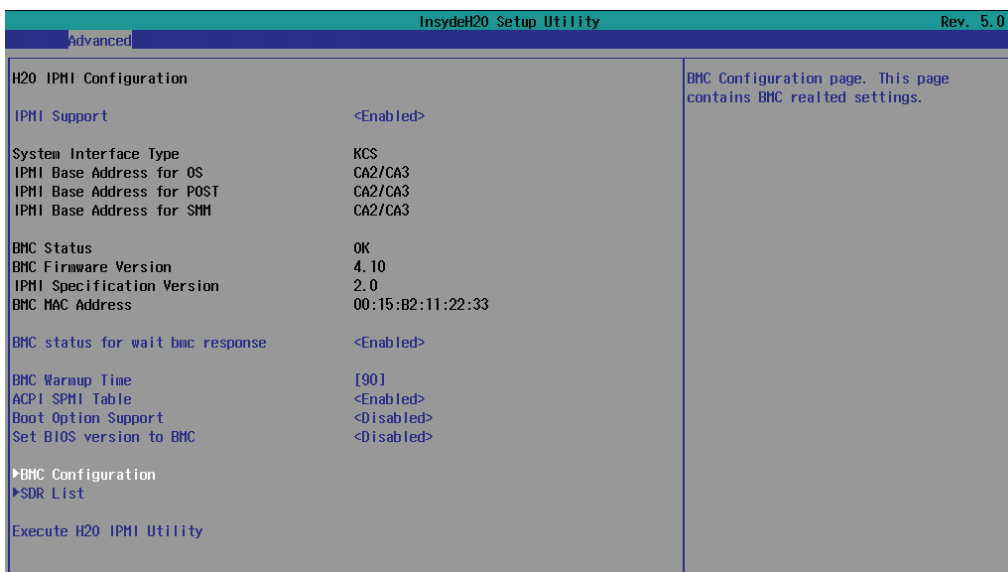 InsydeH20 Setup Utility Rev. 5.0
Advanced
H20 IPMI Configuration
IPMI Support <Enabled>
System Interface Type KCS
IPMI Base Address for OS CA2/CA3
IPMI Base Address for POST CA2/CA3
IPMI Base Address for SMM CA2/CA3
BMC Status OK
BMC Firmware Version 4.10
IPMI Specification Version 2.0
BMC MAC Address 00:15:B2:11:22:33
BMC status for wait bmc response <Enabled>
BMC Warmup Time [90]
ACPI SPMI Table <Enabled>
Boot Option Support <Disabled>
Set BIOS version to BMC <Disabled>
►BMC Configuration
►SDR List
Execute H20 IPMI Utility
BMC Configuration page. This page
contains BMC realted settings.